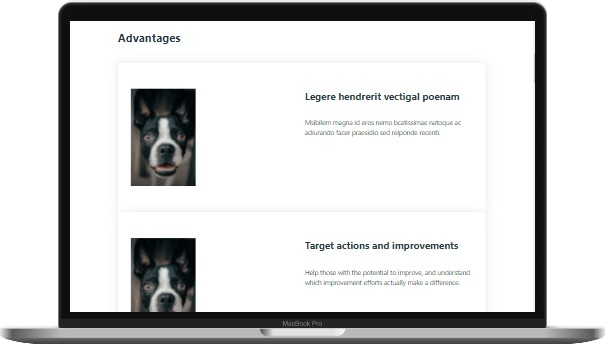 Advantages
Legere hendrerit vectigal poenam
Msibilem magna id eros nemo bcatissimae natoque ac
adiurando facer praesidio sed reiponde recenti.
Target actions and improvements
Help those with the potential to improve, and understand
which improvement efforts actually make a difference.
MacBook Pro